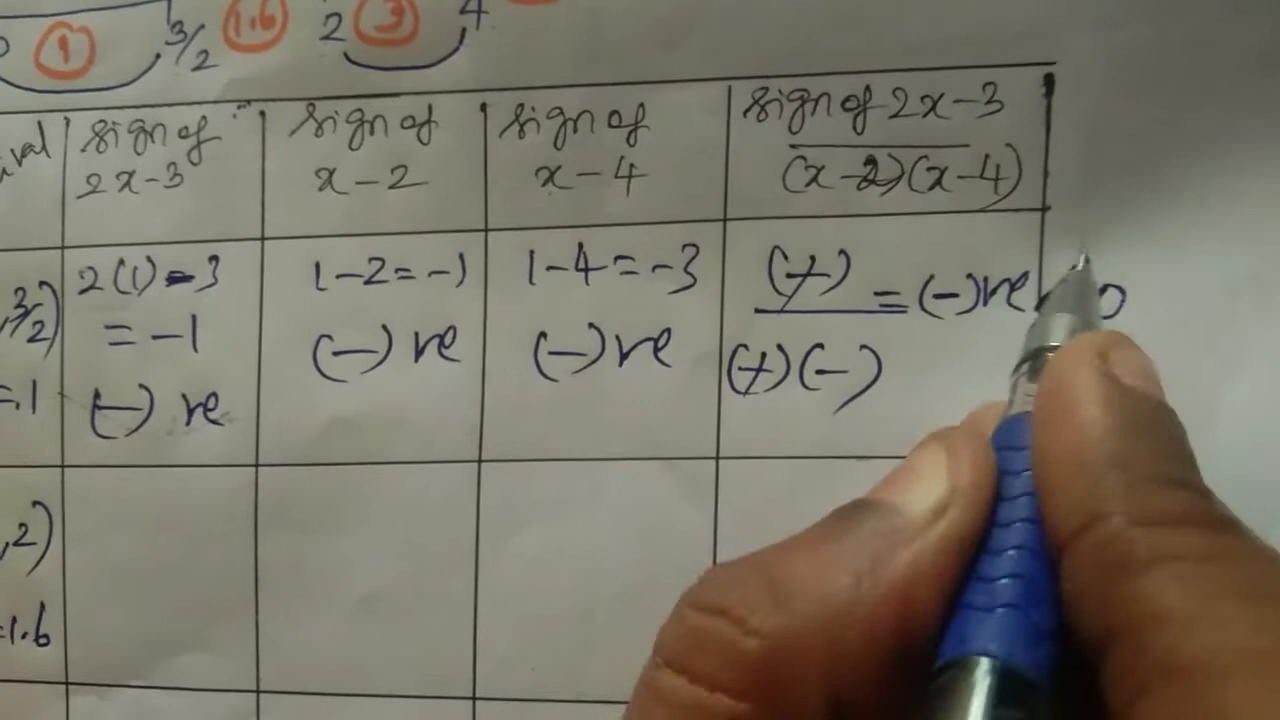 1 3/2 1.6 2 3 4
sign of 2x-3
sign of x-2
sign of x-4
sign of 2x-3 / (x-2)(x-4)
3/2)
2(1)-3
= -1
(-) ve
1-2=-1
(-) ve
1-4=-3
(-) ve
(+) / (+)(-) = (-)ve
=1
,2)
=1.6